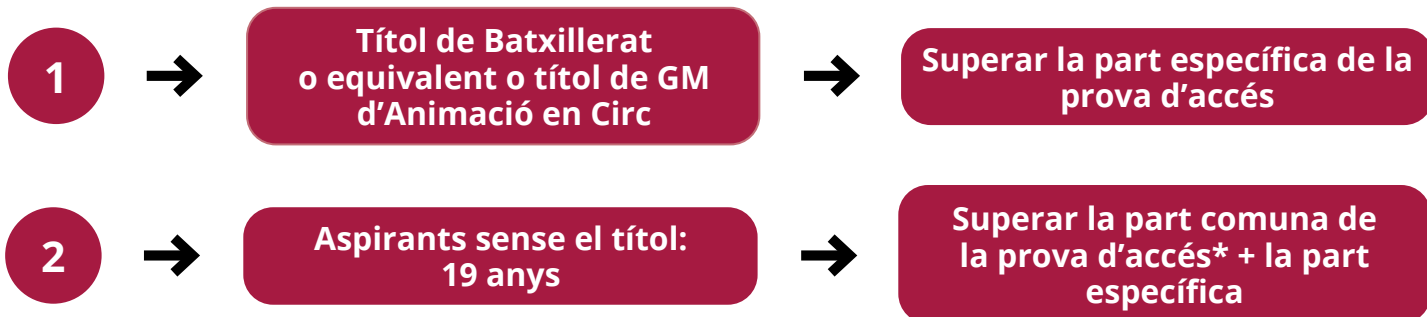 1
Títol de Batxillerat
o equivalent o títol de GM
d'Animació en Circ
Superar la part específica de la
prova d'accés
2
Aspirants sense el títol:
19 anys
Superar la part comuna de
la prova d'accés* + la part
específica